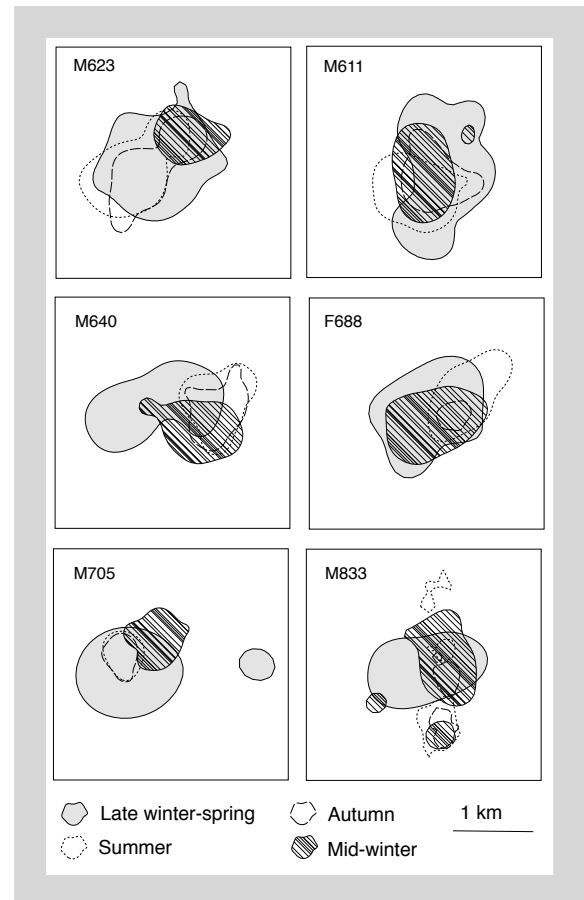 M623
M611
M640
F688
M705
M833
Late winter-spring
Autumn
1 km
Summer
Mid-winter